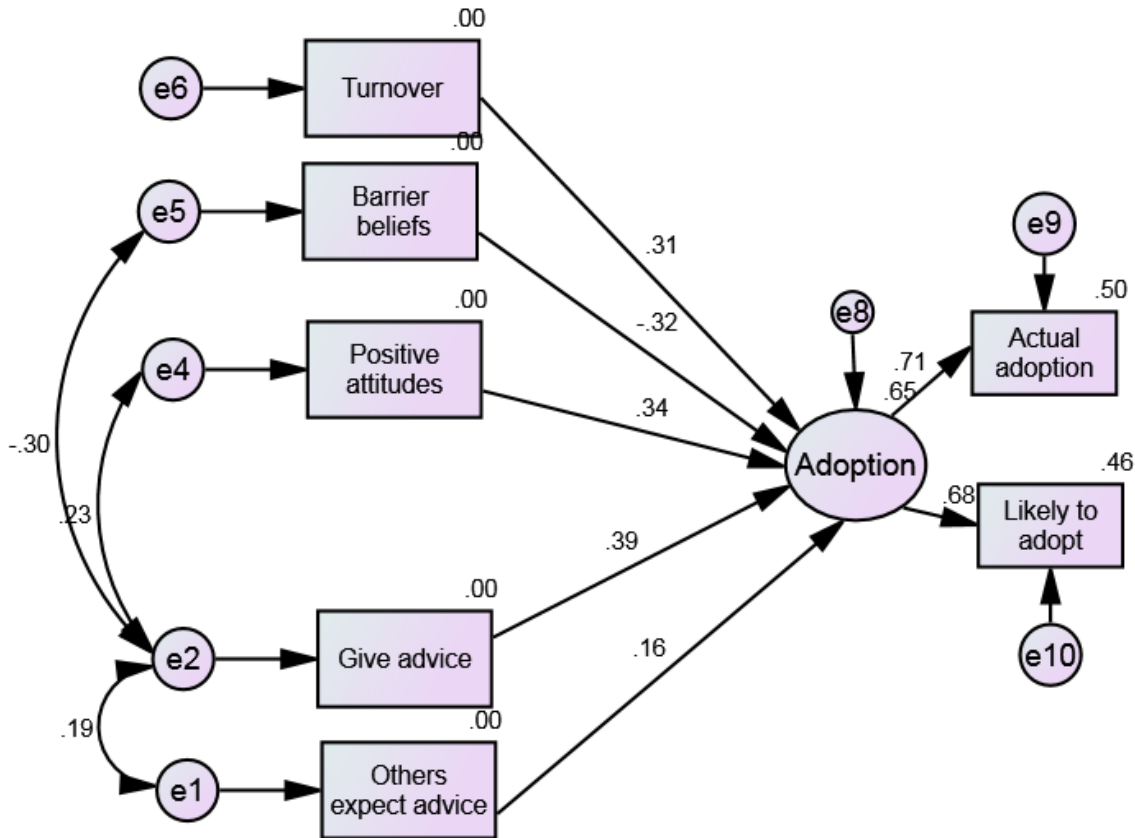 .00
e6
Turnover
.00
e5
Barrier
beliefs
.31
-.32
.00
e4
Positive
attitudes
.34
-.30
.23
.00
e2
Give advice
.39
.19
.00
e1
Others
expect advice
.16
e8
Adoption
.65
.71
e9
.50
Actual
adoption
.68
.46
Likely to
adopt
e10